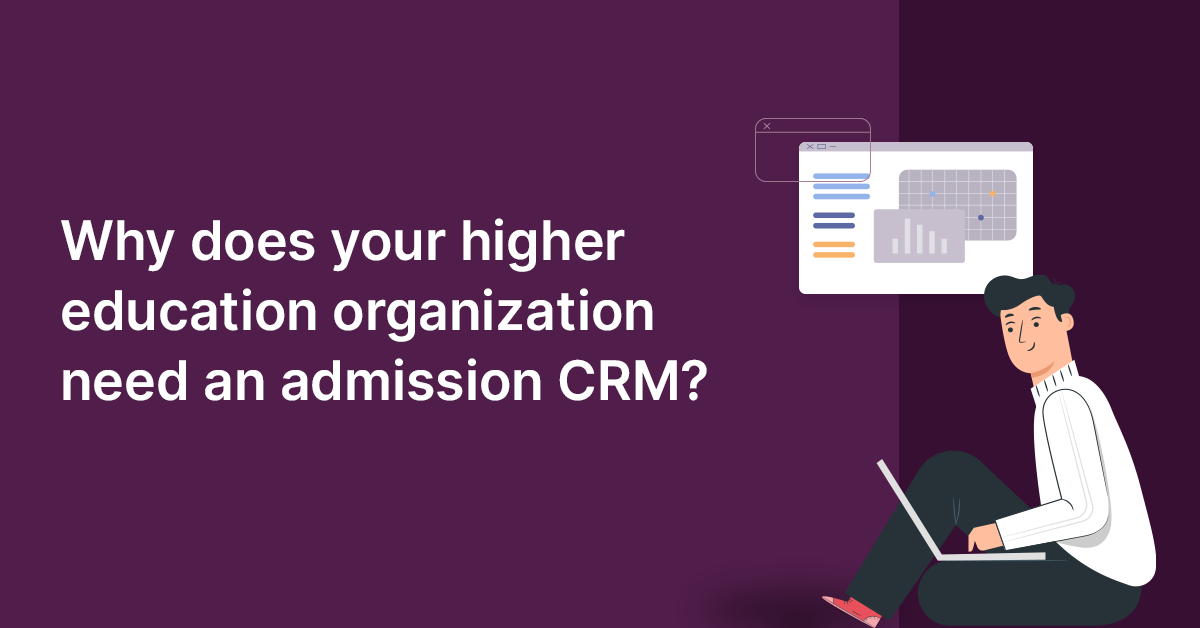 Why does your higher
education organization
need an admission CRM?